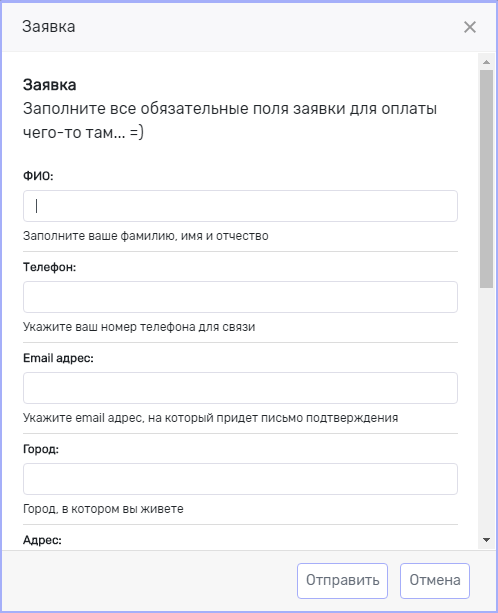 Заявка
Заявка
Заполните все обязательные поля заявки для оплаты
чего-то там... =)
ФИО:
Заполните ваше фамилию, имя и отчество
Телефон:
Укажите ваш номер телефона для связи
Email адрес:
Укажите email адрес, на который придет письмо подтверждения
Город:
Город, в котором вы живете
Адрес:
Отправить Отмена